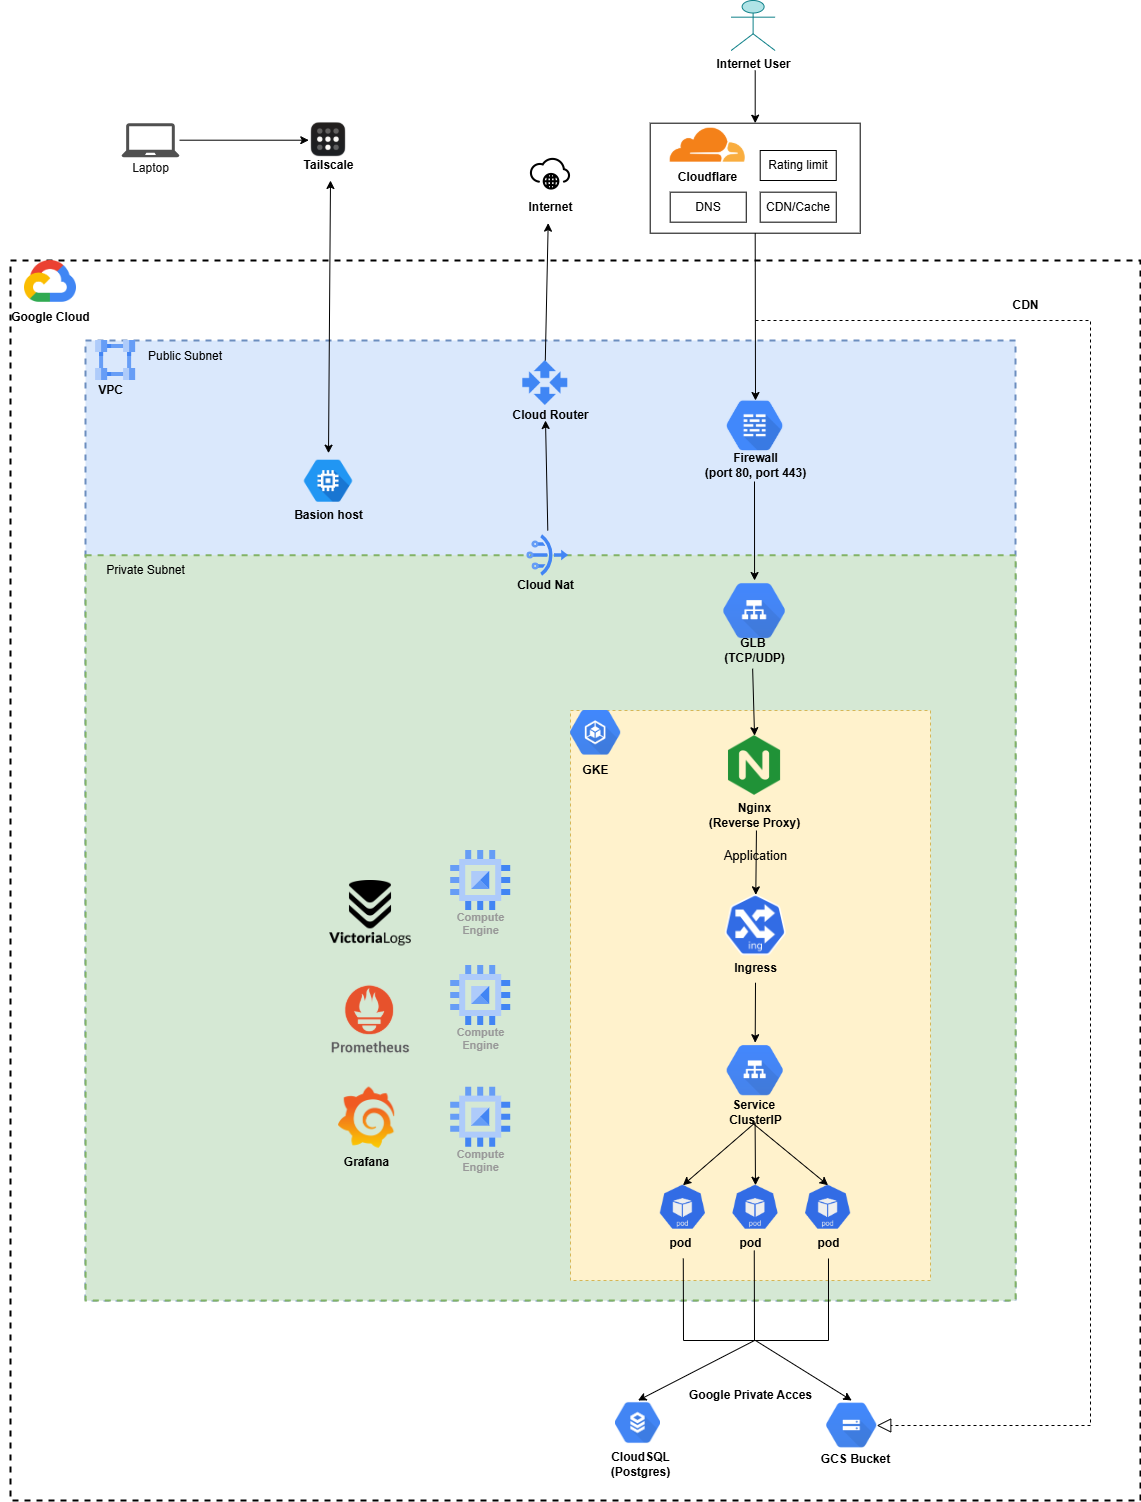 Internet User
Laptop
Tailscale
Internet
Cloudflare
Rating limit
DNS
CDN/Cache
Google Cloud
CDN
VPC
Public Subnet
Cloud Router
Firewall
(port 80, port 443)
Basion host
Private Subnet
Cloud Nat
GLB
(TCP/UDP)
GKE
Nginx
(Reverse Proxy)
Application
VictoriaLogs
Compute
Engine
ing
Ingress
Prometheus
Compute
Engine
Service
ClusterIP
Grafana
Compute
Engine
pod
pod
pod
pod
pod
pod
Google Private Acces
CloudSQL
(Postgres)
GCS Bucket